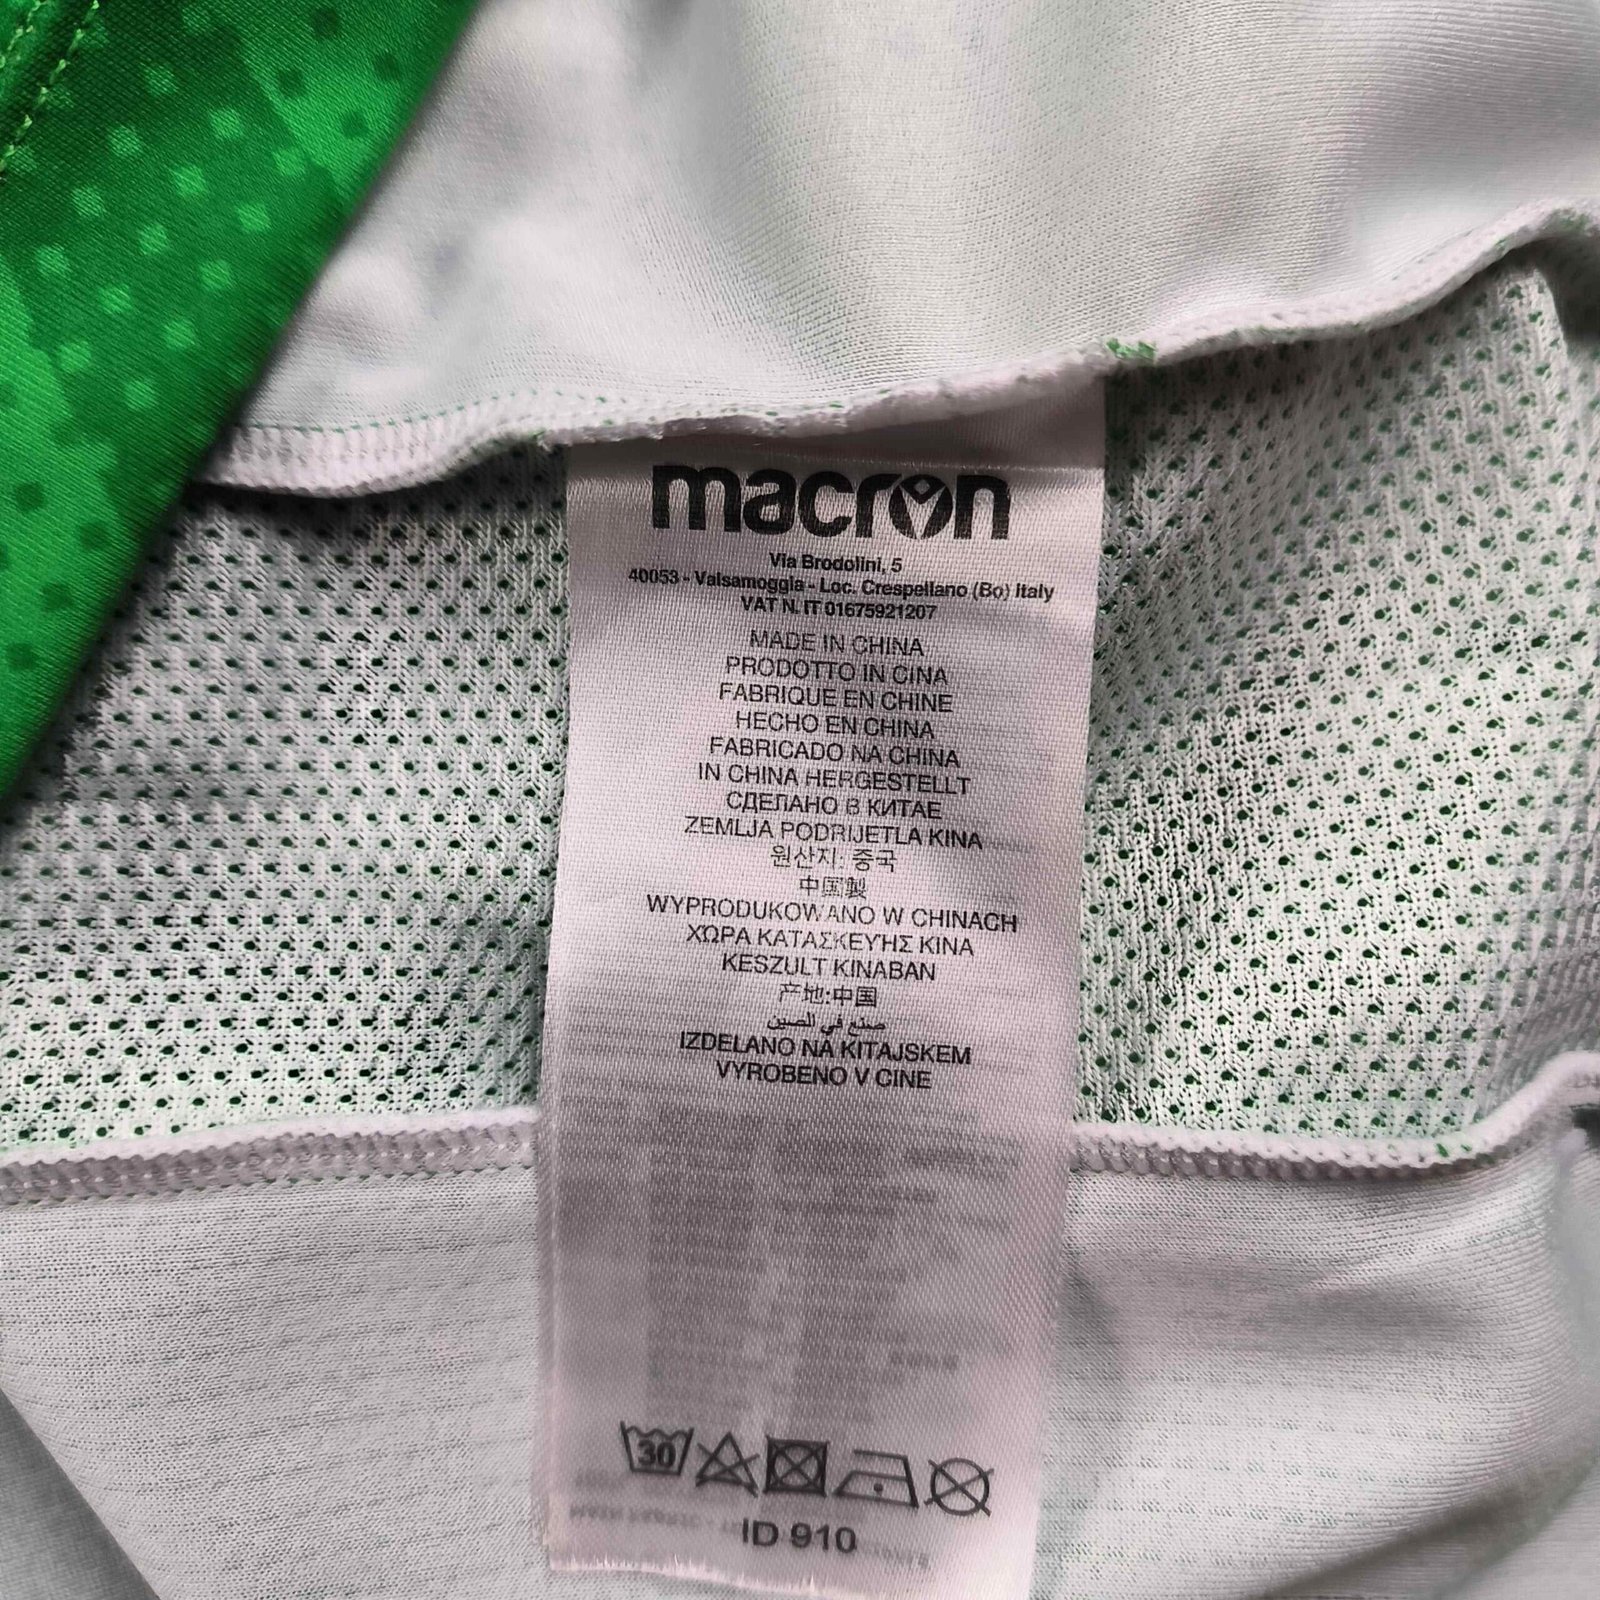 macron
Via Brodolini, 5
40053 - Valsamoggia - Loc. Crespellano (Bo) Italy
VAT N. IT 01675921207
MADE IN CHINA
PRODOTTO IN CINA
FABRIQUE EN CHINE
HECHO EN CHINA
FABRICADO NA CHINA
IN CHINA HERGESTELLT
СДЕЛАНО В КИТАЕ
ZEMLJA PODRIJETLA KINA
원산지: 중국
中国製
WYPRODUKOWANO W CHINACH
ΧΏΡΑ ΚΑΤΑΣΚΕΥΉΣ ΚΙΝΑ
KESZULT KINABAN
产地:中国
صنع في الصين
IZDELANO NA KITAJSKEM
VYROBENO V CINE
30
ID 910